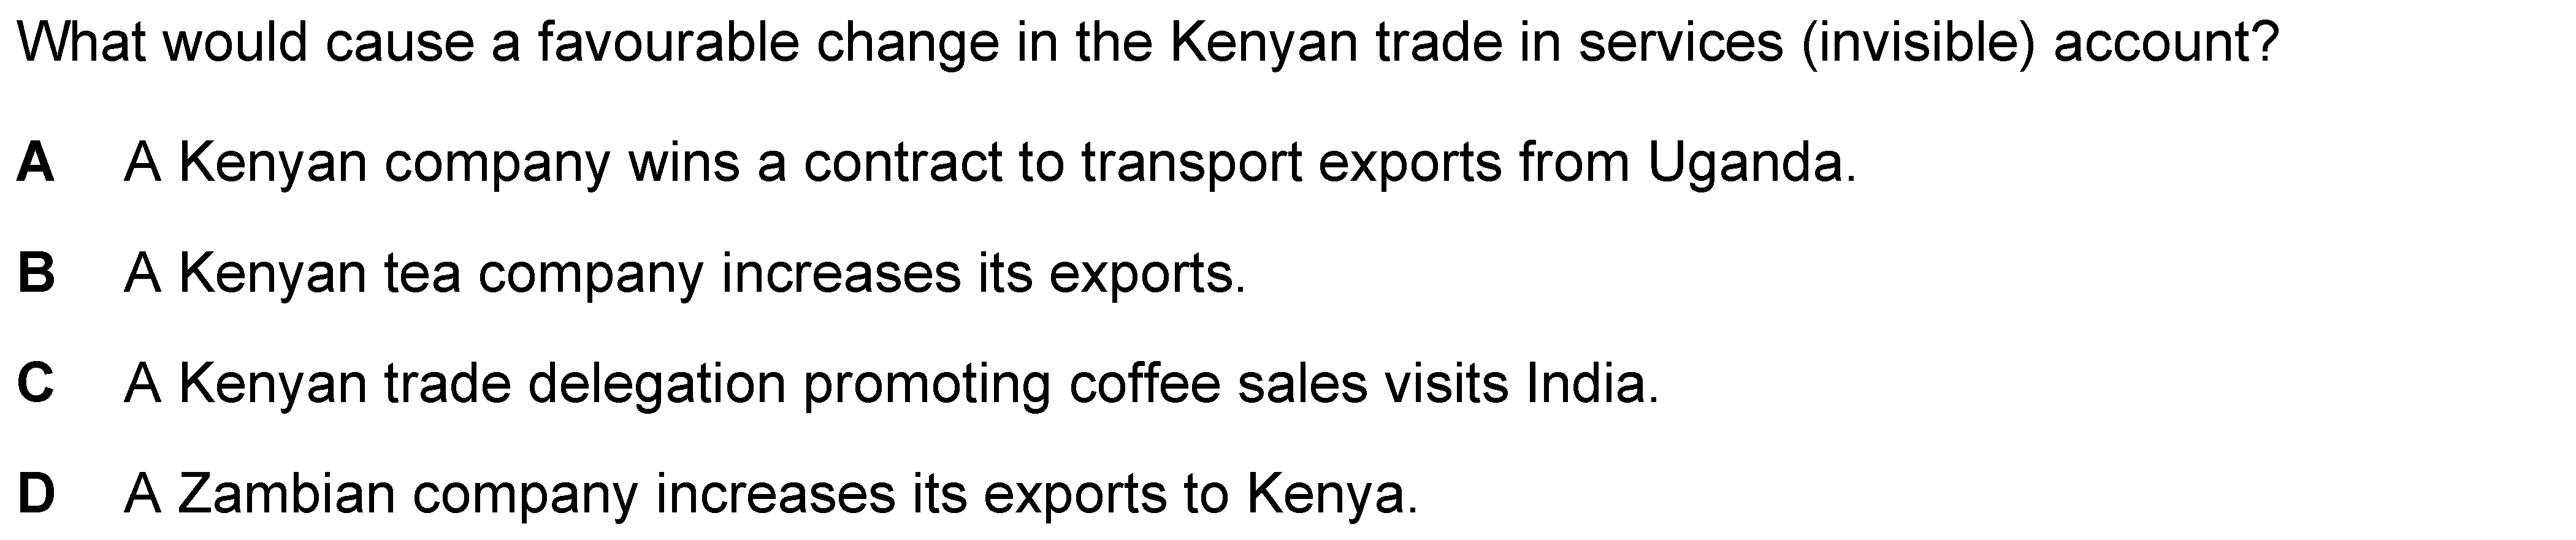 What would cause a favourable change in the Kenyan trade in services (invisible) account?
A A Kenyan company wins a contract to transport exports from Uganda.
B A Kenyan tea company increases its exports.
C A Kenyan trade delegation promoting coffee sales visits India.
D A Zambian company increases its exports to Kenya.